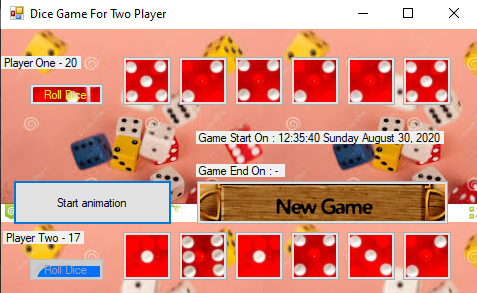 Dice Game For Two Player
Player One - 20
Roll Dice
Game Start On : 12:35:40 Sunday August 30, 2020
Game End On : -
Start animation
New Game
Player Two - 17
Roll Dice